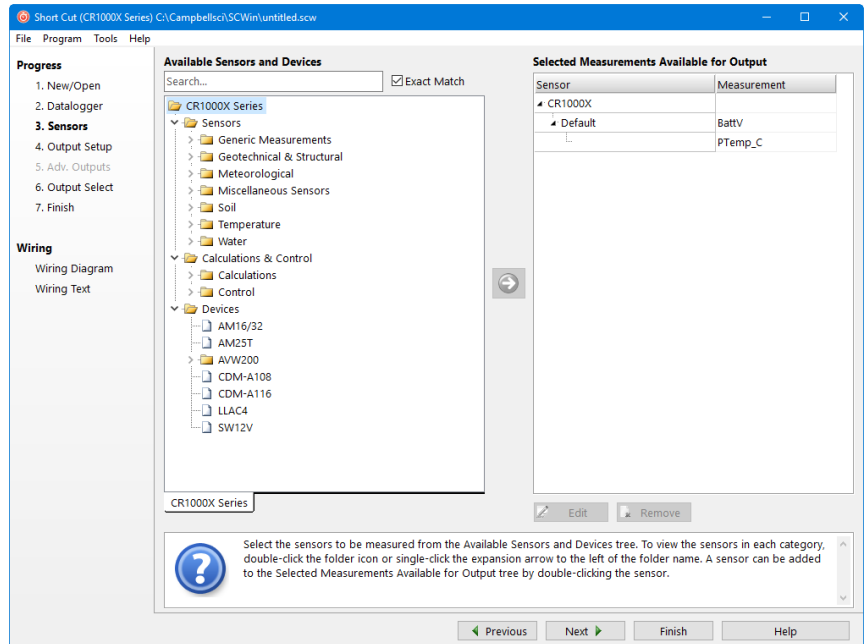 Short Cut (CR1000X Series) C:\Campbellsci\SCWin\untitled.scw
File Program Tools Help
Progress
1. New/Open
2. Datalogger
3. Sensors
4. Output Setup
5. Adv. Outputs
6. Output Select
7. Finish
Wiring
Wiring Diagram
Wiring Text
Available Sensors and Devices
Search...
Exact Match
CR1000X Series
Sensors
Generic Measurements
Geotechnical & Structural
Meteorological
Miscellaneous Sensors
Soil
Temperature
Water
Calculations & Control
Calculations
Control
Devices
AM16/32
AM25T
AVW200
CDM-A108
CDM-A116
LLAC4
SW12V
CR1000X Series
Selected Measurements Available for Output
Sensor Measurement
CR1000X
Default BattV
PTemp_C
Edit Remove
Select the sensors to be measured from the Available Sensors and Devices tree. To view the sensors in each category,
double-click the folder icon or single-click the expansion arrow to the left of the folder name. A sensor can be added
to the Selected Measurements Available for Output tree by double-clicking the sensor.
Previous Next Finish Help